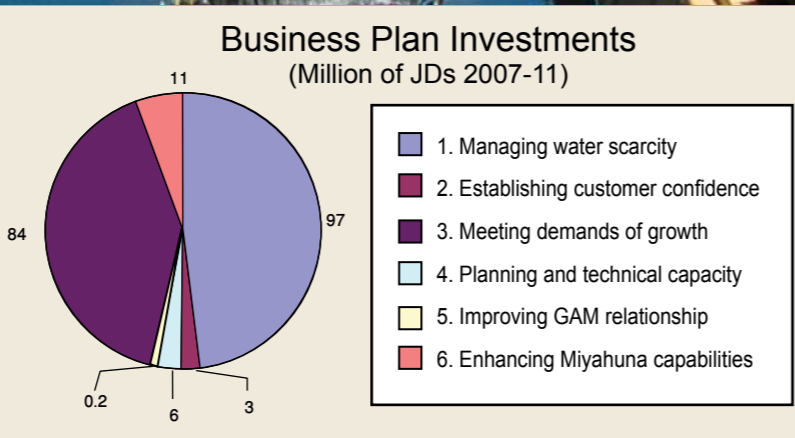 Business Plan Investments
(Million of JDs 2007-11)
11
97
84
0.2
6
3
1. Managing water scarcity
2. Establishing customer confidence
3. Meeting demands of growth
4. Planning and technical capacity
5. Improving GAM relationship
6. Enhancing Miyahuna capabilities